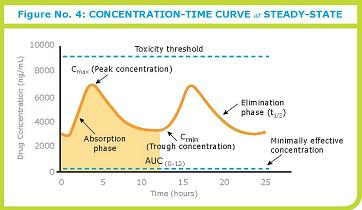 Figure No. 4: CONCENTRATION-TIME CURVE at STEADY-STATE
Drug Concentration (ng/mL)
10000
8000
6000
4000
2000
0
Toxicity threshold
Cmax (Peak concentration)
Elimination
phase (t1/2)
Absorption
phase
Cmin
(Trough concentration)
Minimally effective
concentration
AUC(0-12)
0 5 10 15 20 25
Time (hours)